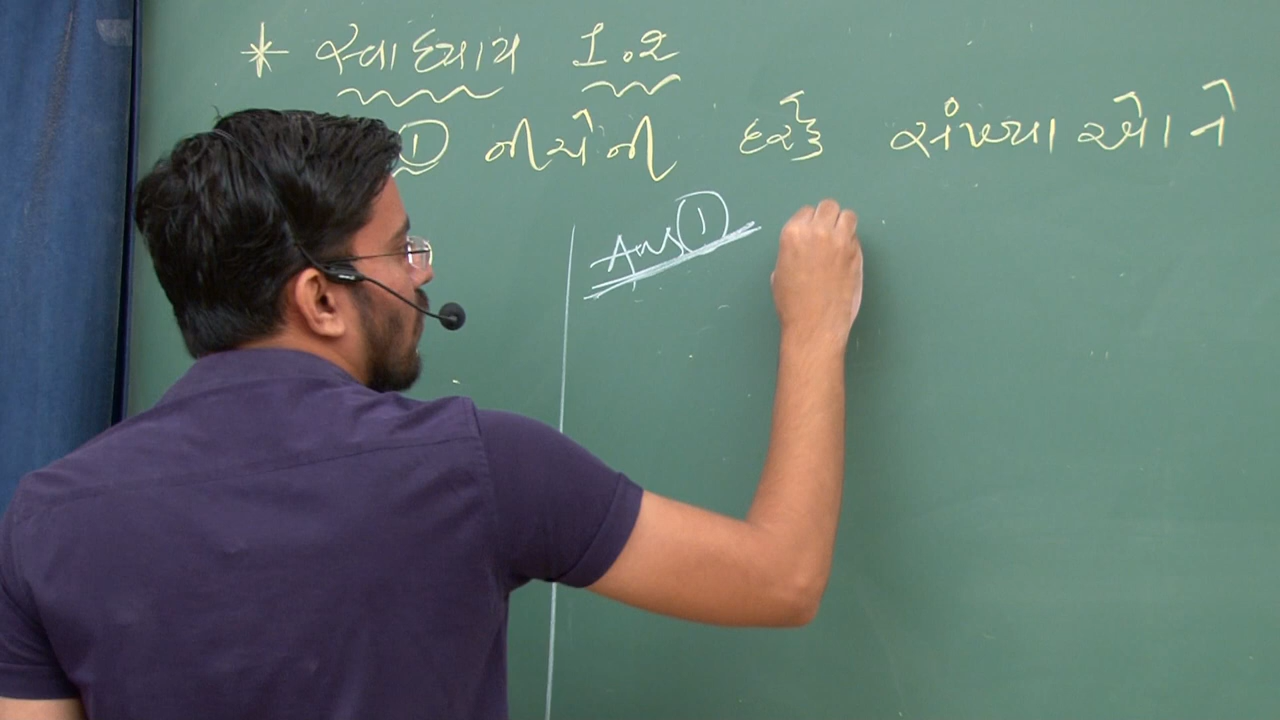 * સ્વાધ્યાય 1.2
① નીચેની દરેક સંખ્યાઓને
Ans ①